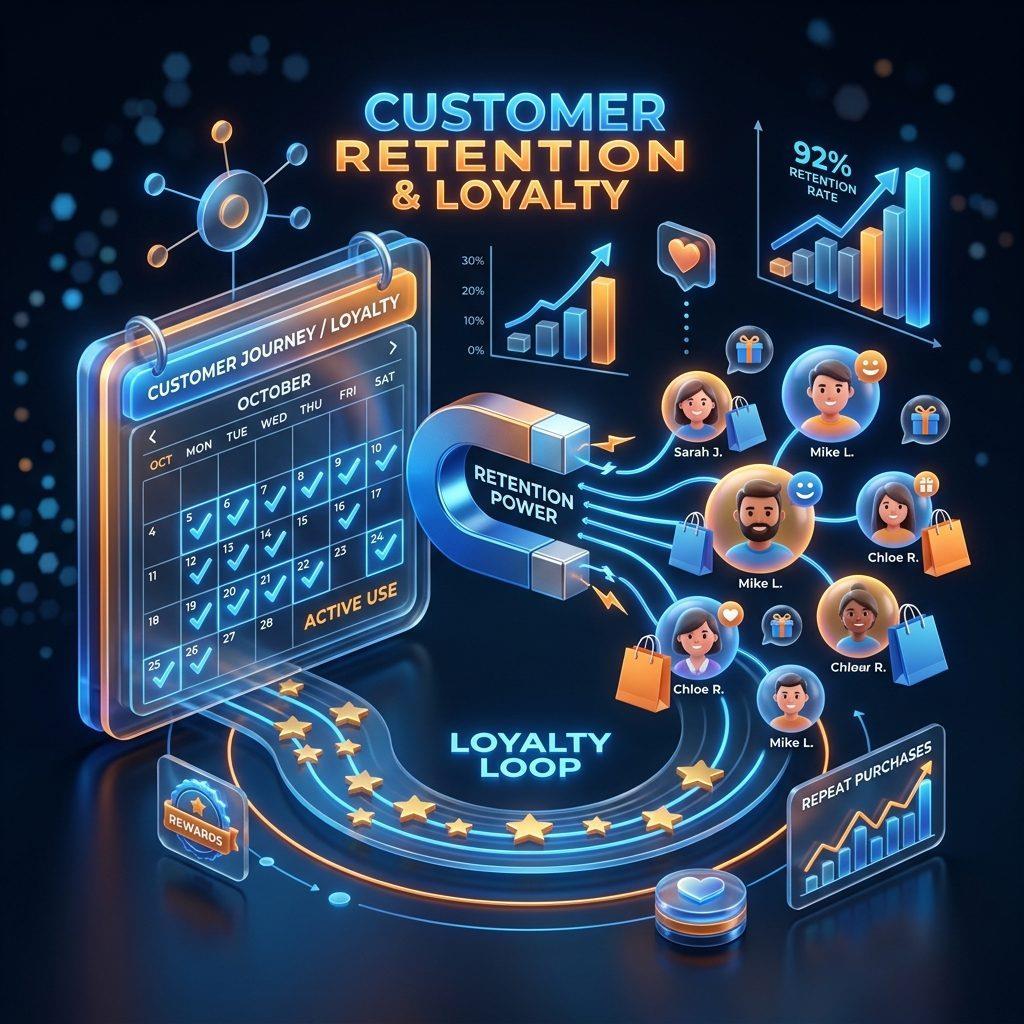 CUSTOMER
RETENTION
& LOYALTY
92%
RETENTION
RATE
30%
20%
10%
0%
CUSTOMER JOURNEY / LOYALTY
OCTOBER
OCT MON TUE WED THU FRI SAT
5 6 7 8 9 10
4 12 13 14 15 16 17
11 19 20 21 22 23 24
18 26 27 28
25
ACTIVE USE
RETENTION
POWER
Sarah J.
Mike L.
Mike L.
Chloe R.
Chloe R.
Chloar R.
Mike L.
LOYALTY
LOOP
REWARDS
REPEAT PURCHASES